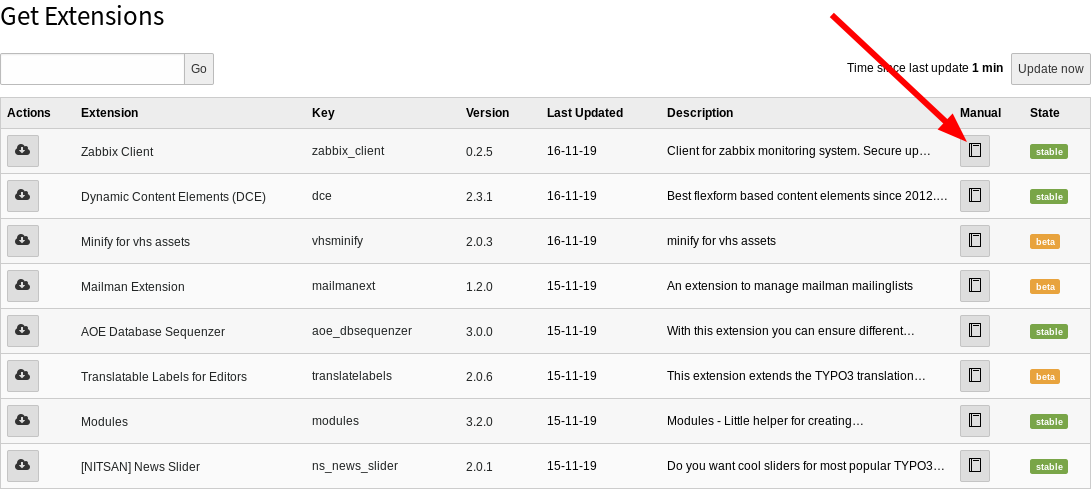 Get Extensions
Go Time since last update 1 min Update now
Actions Extension Key Version Last Updated Description Manual State
Zabbix Client zabbix_client 0.2.5 16-11-19 Client for zabbix monitoring system. Secure up… stable
Dynamic Content Elements (DCE) dce 2.3.1 16-11-19 Best flexform based content elements since 2012.… stable
Minify for vhs assets vhsminify 2.0.3 16-11-19 minify for vhs assets beta
Mailman Extension mailmanext 1.2.0 15-11-19 An extension to manage mailman mailinglists beta
AOE Database Sequenzer aoe_dbsequenzer 3.0.0 15-11-19 With this extension you can ensure different… stable
Translatable Labels for Editors translatelabels 2.0.6 15-11-19 This extension extends the TYPO3 translation… beta
Modules modules 3.2.0 15-11-19 Modules - Little helper for creating… stable
[NITSAN] News Slider ns_news_slider 2.0.1 15-11-19 Do you want cool sliders for most popular TYPO3… stable